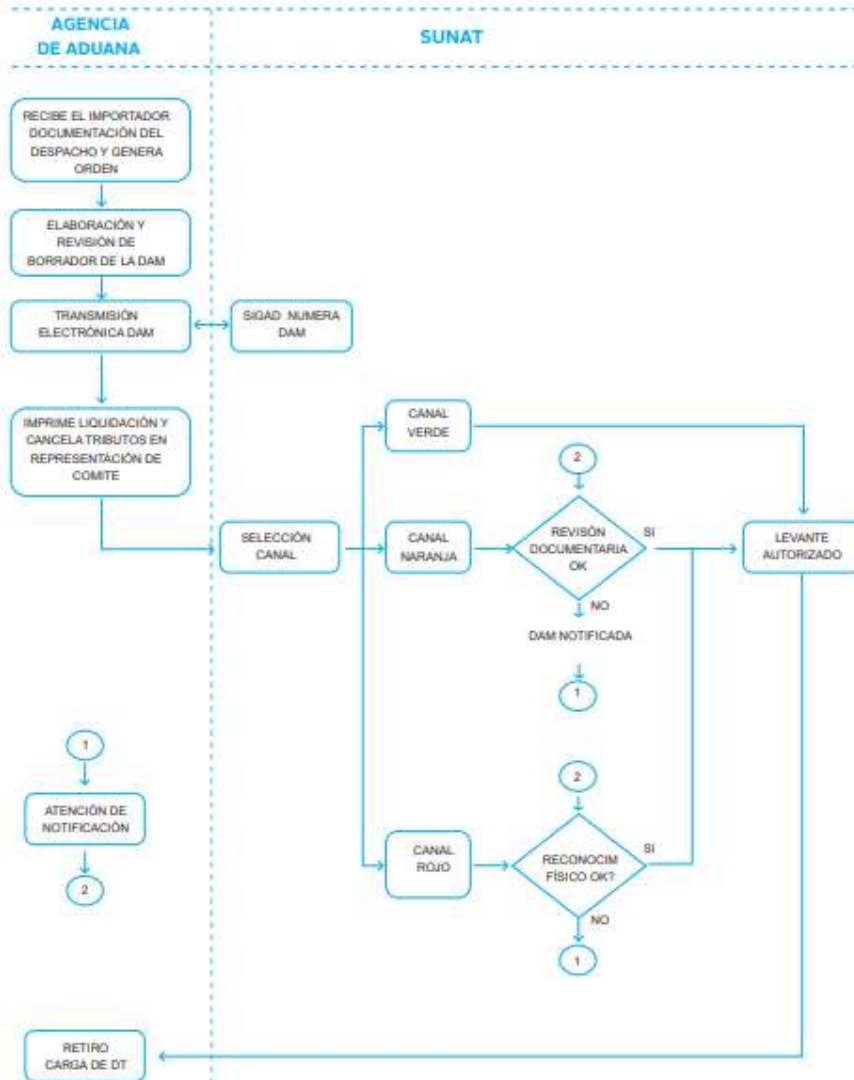 AGENCIA
DE ADUANA
SUNAT
RECIBE EL IMPORTADOR
DOCUMENTACIÓN DEL
DESPACHO Y GENERA
ORDEN
ELABORACIÓN Y
REVISIÓN DE
BORRADOR DE LA DAM
TRANSMISIÓN
ELECTRÓNICA DAM
SIGAD NUMERA
DAM
IMPRIME LIQUIDACIÓN Y
CANCELA TRIBUTOS EN
REPRESENTACIÓN DE
COMITE
SELECCIÓN
CANAL
CANAL
VERDE
2
CANAL
NARANJA
REVISÓN
DOCUMENTARIA
OK
SI
LEVANTE
AUTORIZADO
NO
DAM NOTIFICADA
1
1
ATENCIÓN DE
NOTIFICACIÓN
2
2
CANAL
ROJO
RECONOCIM
FÍSICO OK?
SI
NO
1
RETIRO
CARGA DE DT